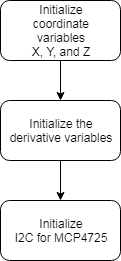 Initialize
coordinate
variables
X, Y, and Z
Initialize the
derivative variables
Initialize
I2C for MCP4725